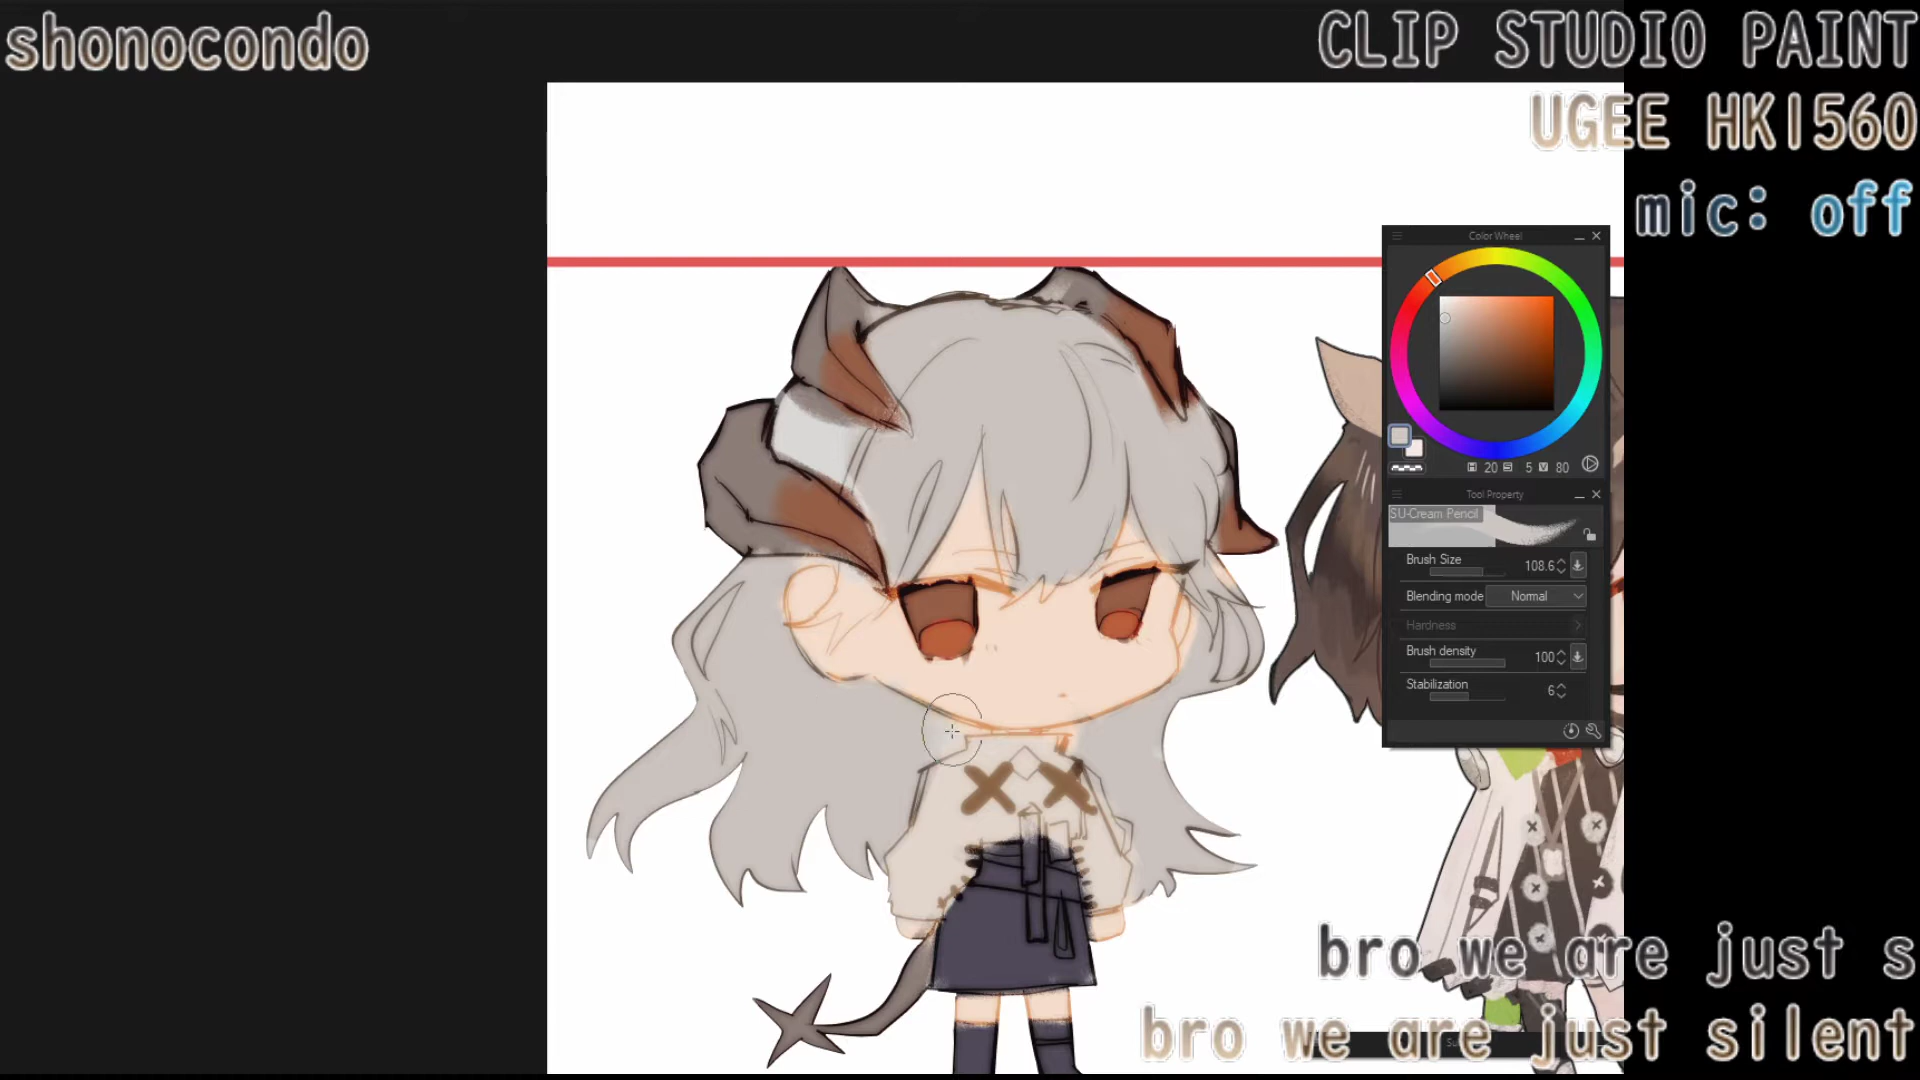 shonocondo
CLIP STUDIO PAINT
UGEE HK1560
mic: off
Color Wheel
H 20 S 5 V 80
Tool Property
SU-Cream Pencil
Brush Size 108.6
Blending mode Normal
Hardness
Brush density 100
Stabilization 6
bro we are just s
bro we are just silent